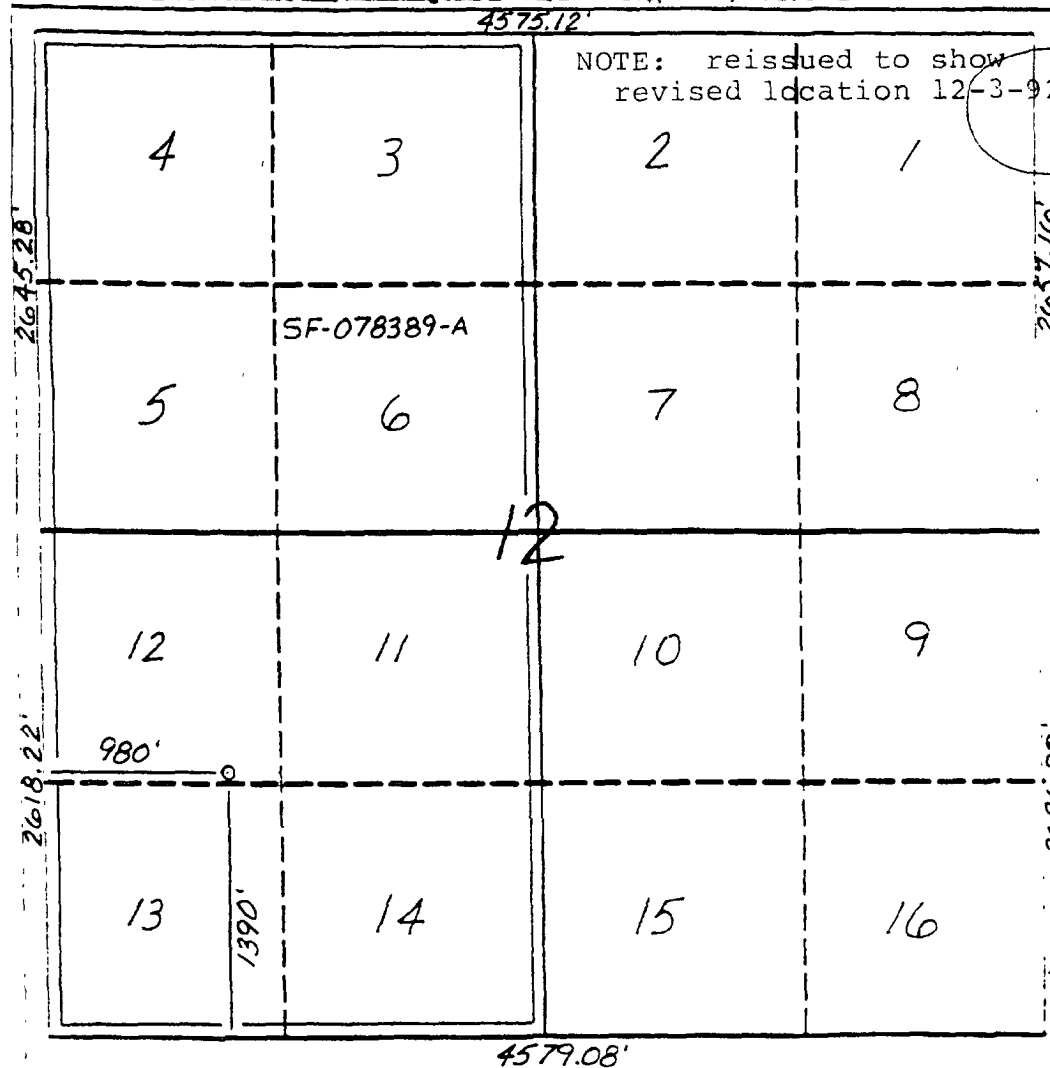 4575.12'
NOTE: reissued to show
revised location 12-3-92
4 3 2 1
2645.28'
SF-078389-A
5 6 7 8
12
12 11 10 9
980'
2618.22'
13 14 15 16
1390'
4579.08'